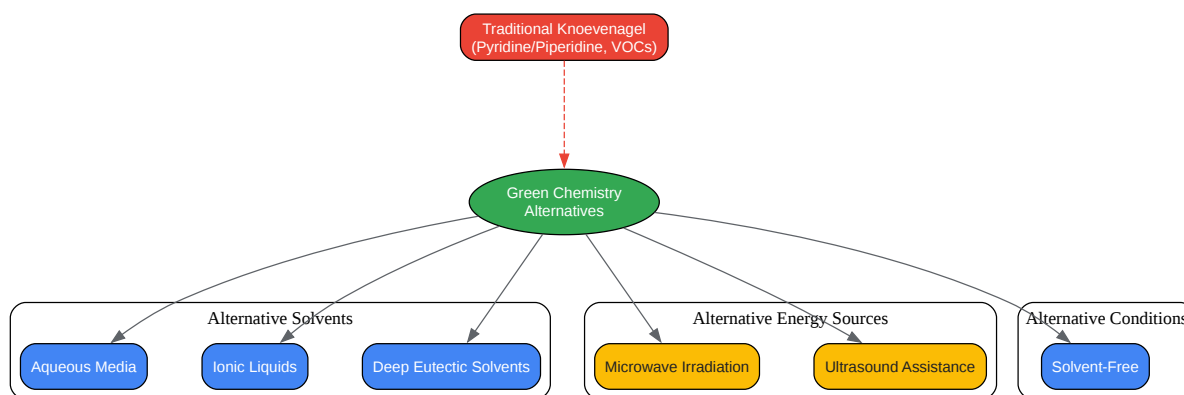 Traditional Knoevenagel
(Pyridine/Piperidine, VOCs)
Green Chemistry
Alternatives
Alternative Solvents
Alternative Energy Sources
Alternative Conditions
Aqueous Media
Ionic Liquids
Deep Eutectic Solvents
Microwave Irradiation
Ultrasound Assistance
Solvent-Free